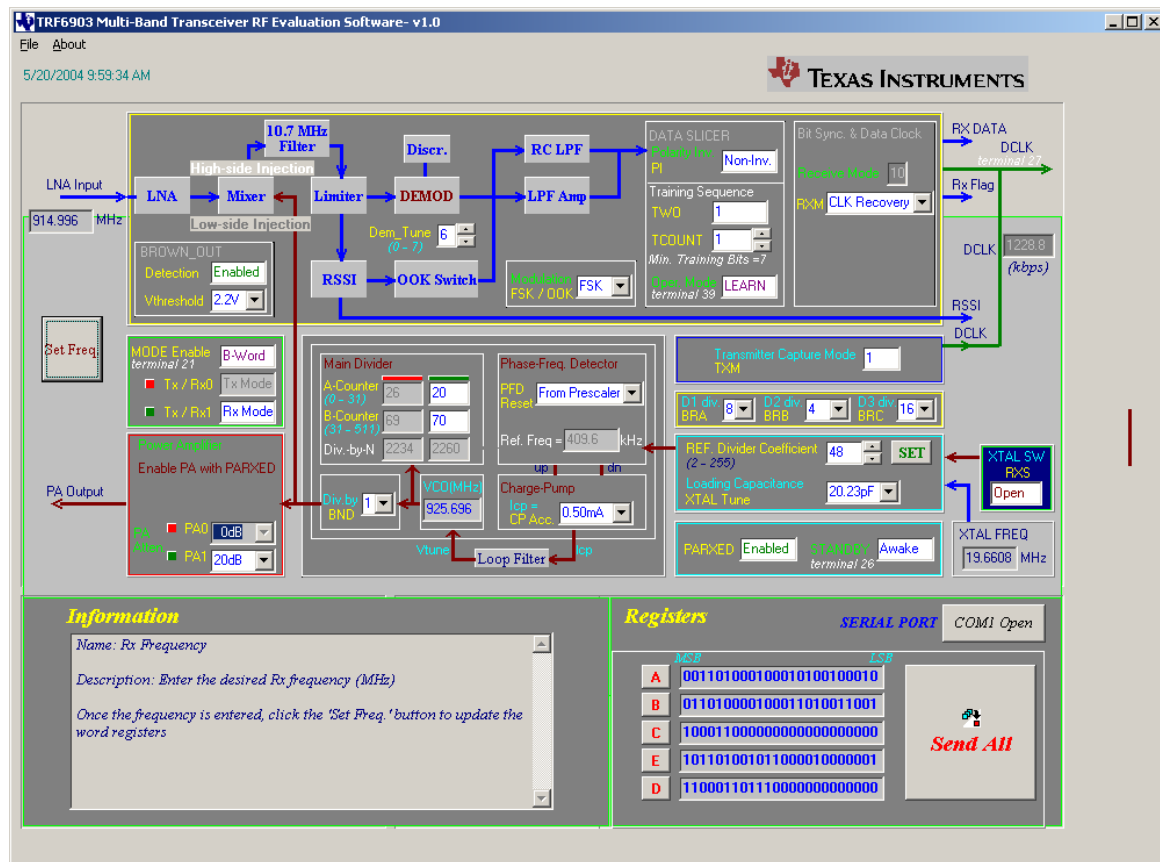 TRF6903 Multi-Band Transceiver RF Evaluation Software- v1.0
File About
5/20/2004 9:59:34 AM
TEXAS INSTRUMENTS
LNA Input
914.996 MHz
10.7 MHz
Filter
High-side Injection
LNA
Mixer
Low-side Injection
Limiter
Discr.
DEMOD
Dem_Tune
(0 - 7)
6
RC LPF
LPF Amp
RSSI
OOK Switch
Modulation
FSK / OOK
FSK
BROWN_OUT
Detection Enabled
Vthreshold 2.2V
DATA SLICER
Polarity Inv.
PI
Non-Inv.
Training Sequence
TWO 1
TCOUNT 1
Min. Training Bits =7
Oper. Mode
terminal 39
LEARN
Bit Sync. & Data Clock
Receive Mode 10
RXM CLK Recovery
RX DATA
DCLK
terminal 27
Rx Flag
DCLK 1228.8
(kbps)
RSSI
DCLK
Set Freq.
MODE Enable
terminal 21
B-Word
Tx / Rx0 Tx Mode
Tx / Rx1 Rx Mode
Main Divider
A-Counter
(0 - 31)
26 20
B-Counter
(31 - 511)
69 70
Div.-by-N 2234 2260
Phase-Freq. Detector
PFD
Reset
From Prescaler
Ref. Freq = 409.6 kHz
up dn
Charge-Pump
Icp =
CP Acc.
0.50mA
Div.by
BND
1
VCO(MHz)
925.696
Vtune
Loop Filter
Icp
Transmitter Capture Mode
TXM
1
D1 div.
BRA
8
D2 div.
BRB
4
D3 div.
BRC
16
REF. Divider Coefficient
(2 - 255)
48
SET
Loading Capacitance
XTAL Tune
20.23pF
XTAL SW
RXS
Open
PARXED Enabled
STANDBY
terminal 26
Awake
XTAL FREQ
19.6608 MHz
Power Amplifier
Enable PA with PARXED
PA Output
PA
Atten.
PA0 0dB
PA1 20dB
Information
Name: Rx Frequency
Description: Enter the desired Rx frequency (MHz)
Once the frequency is entered, click the 'Set Freq.' button to update the
word registers
Registers
SERIAL PORT
COM1 Open
MSB LSB
A 001101000100010100100010
B 011010000100011010011001
C 100011000000000000000000
E 101101001011000010000001
D 110001101110000000000000
Send All